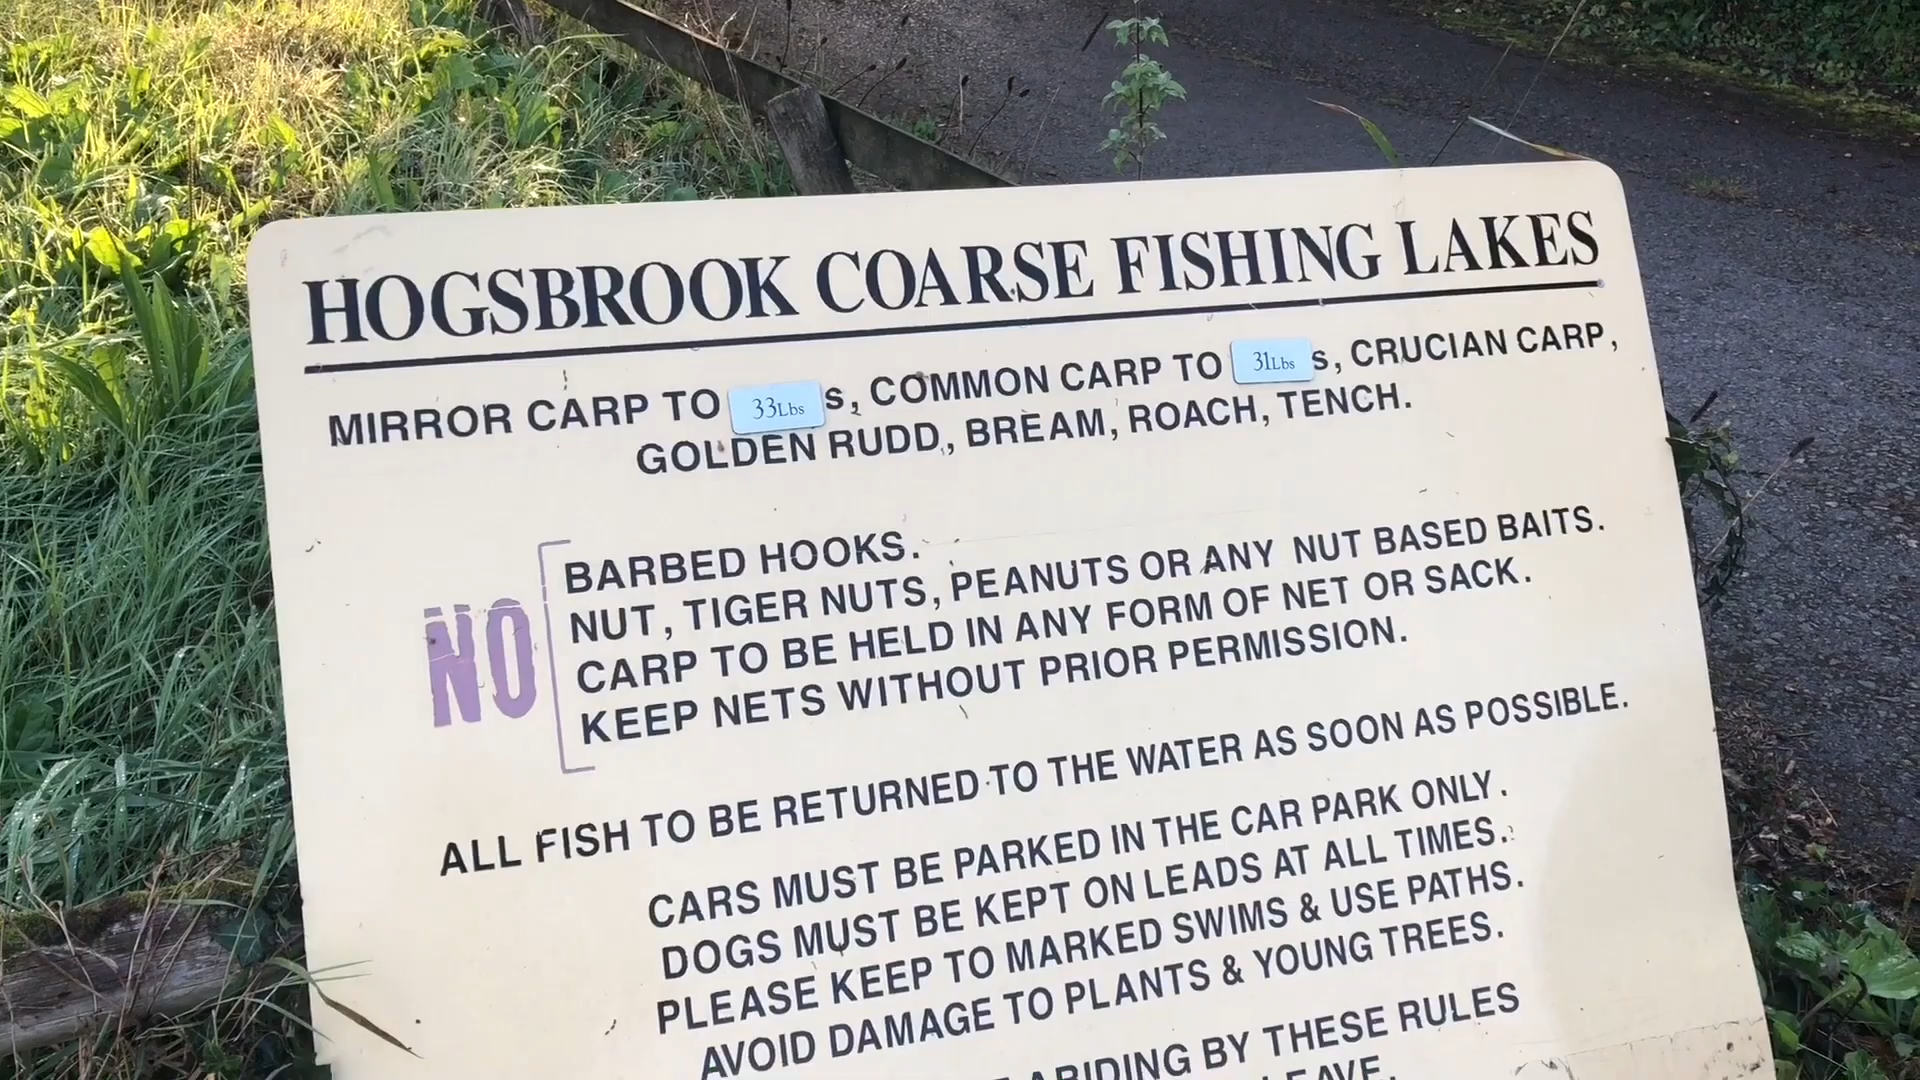 HOGSBROOK COARSE FISHING LAKES
MIRROR CARP TO 33Lbs s, COMMON CARP TO 31Lbs s, CRUCIAN CARP,
GOLDEN RUDD, BREAM, ROACH, TENCH.
NO
BARBED HOOKS.
NUT, TIGER NUTS, PEANUTS OR ANY NUT BASED BAITS.
CARP TO BE HELD IN ANY FORM OF NET OR SACK.
KEEP NETS WITHOUT PRIOR PERMISSION.
ALL FISH TO BE RETURNED TO THE WATER AS SOON AS POSSIBLE.
CARS MUST BE PARKED IN THE CAR PARK ONLY.
DOGS MUST BE KEPT ON LEADS AT ALL TIMES.
PLEASE KEEP TO MARKED SWIMS & USE PATHS.
AVOID DAMAGE TO PLANTS & YOUNG TREES.
ABIDING BY THESE RULES
LEAVE.